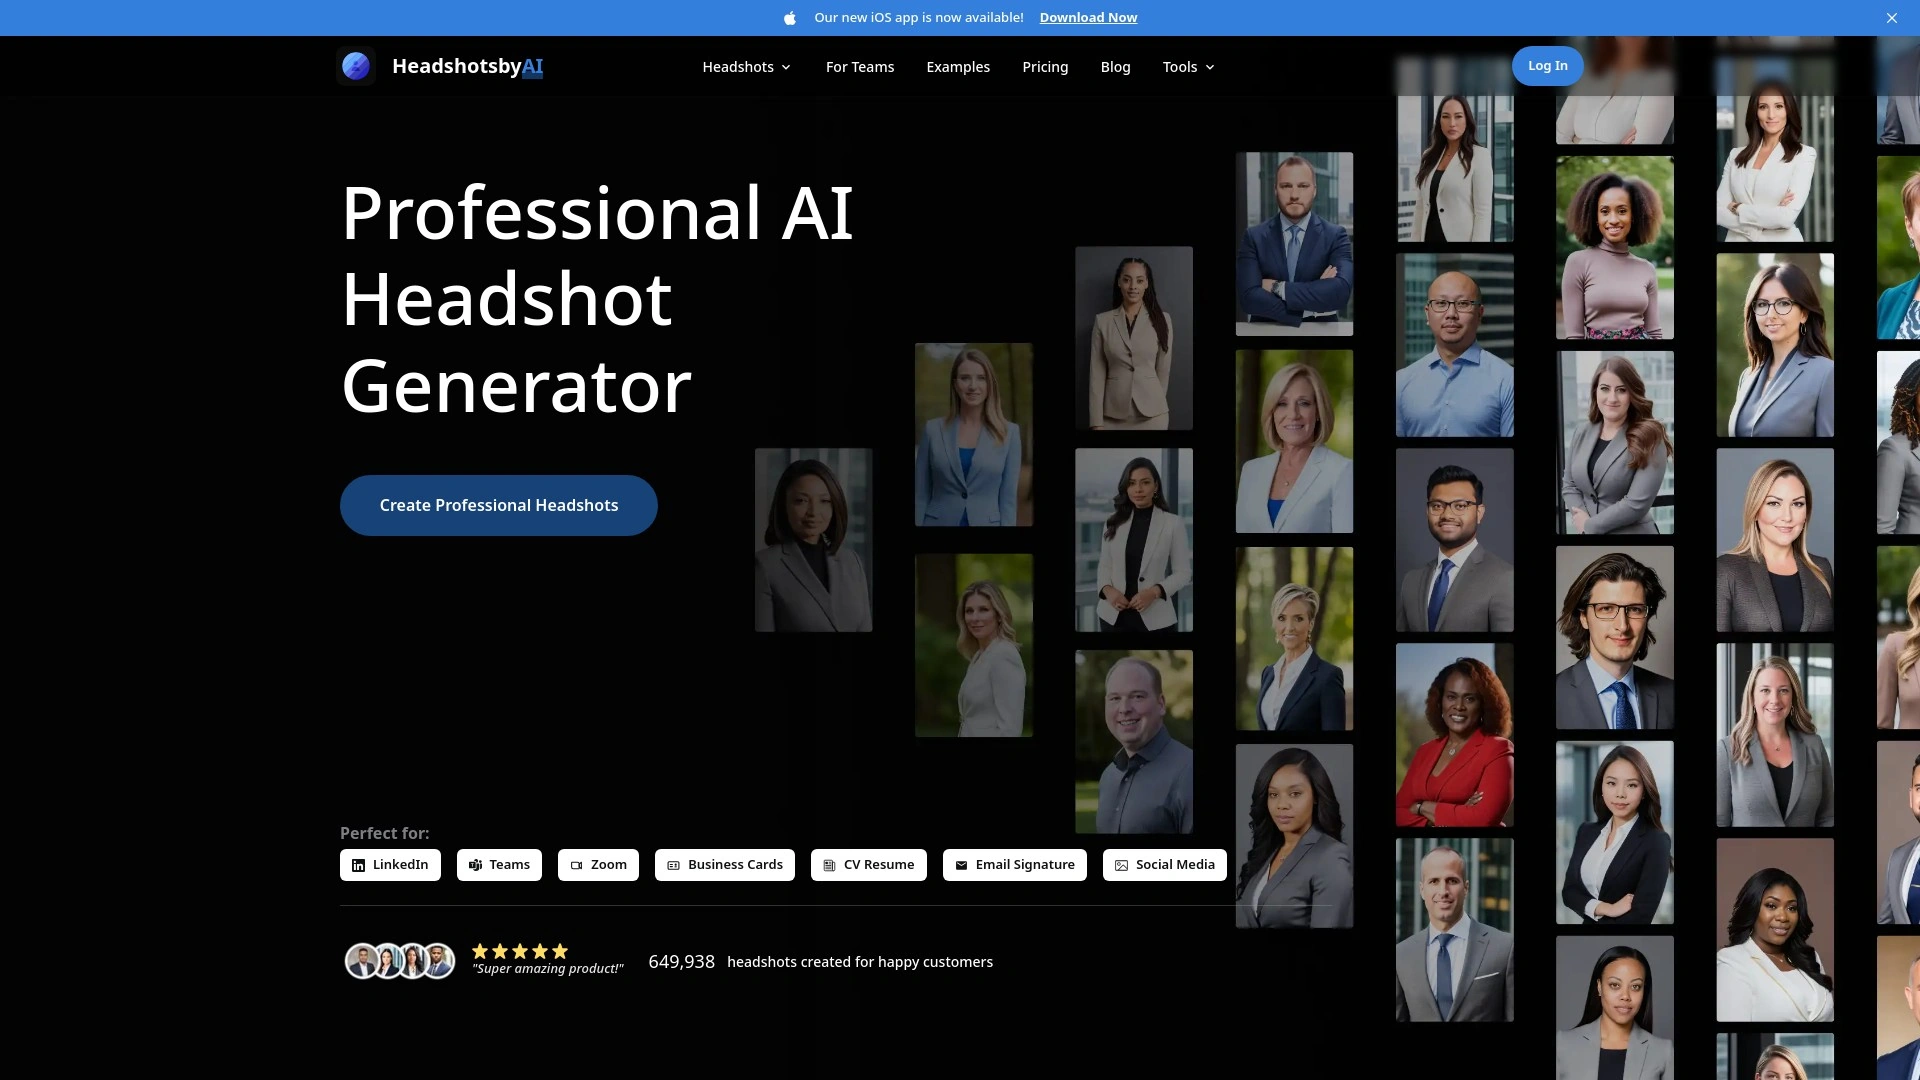 Our new iOS app is now available! Download Now
HeadshotsbyAI
Headshots
For Teams
Examples
Pricing
Blog
Tools
Log In
Professional AI
Headshot
Generator
Create Professional Headshots
Perfect for:
LinkedIn
Teams
Zoom
Business Cards
CV Resume
Email Signature
Social Media
"Super amazing product!"
649,938 headshots created for happy customers